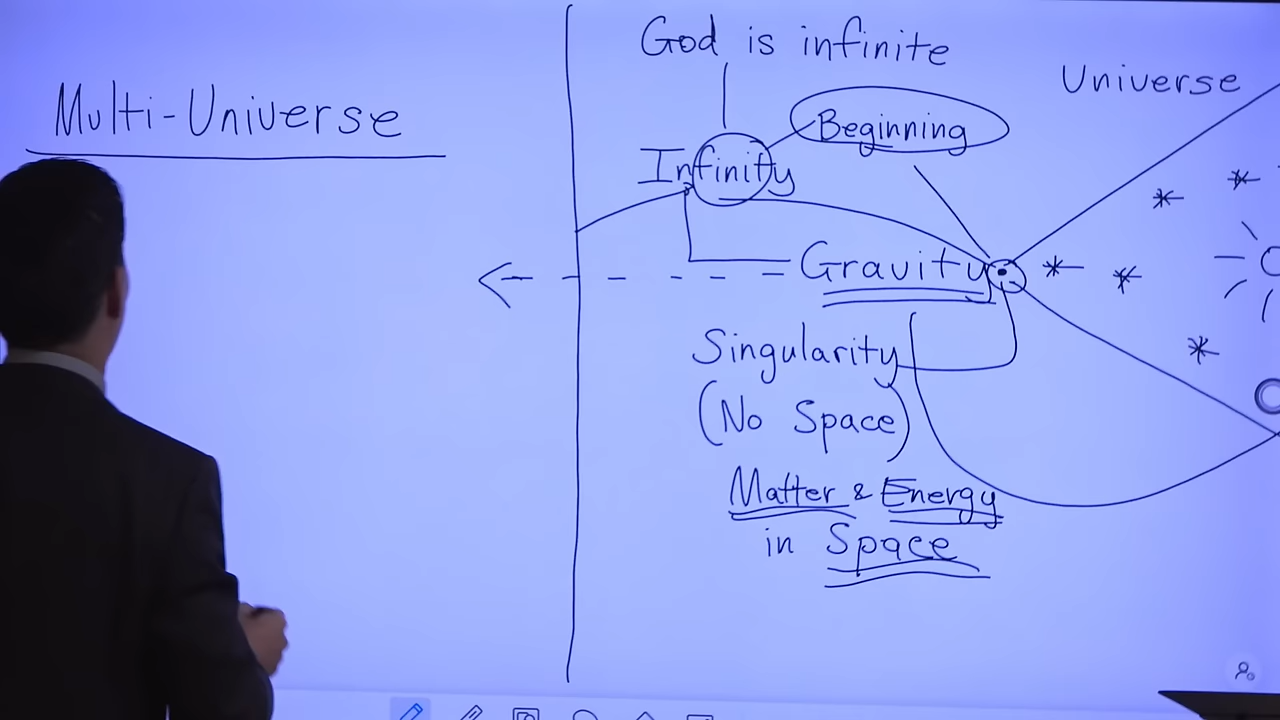 Multi-Universe
God is infinite
Universe
Beginning
Infinity
Gravity
Singularity
(No Space)
Matter & Energy
in Space